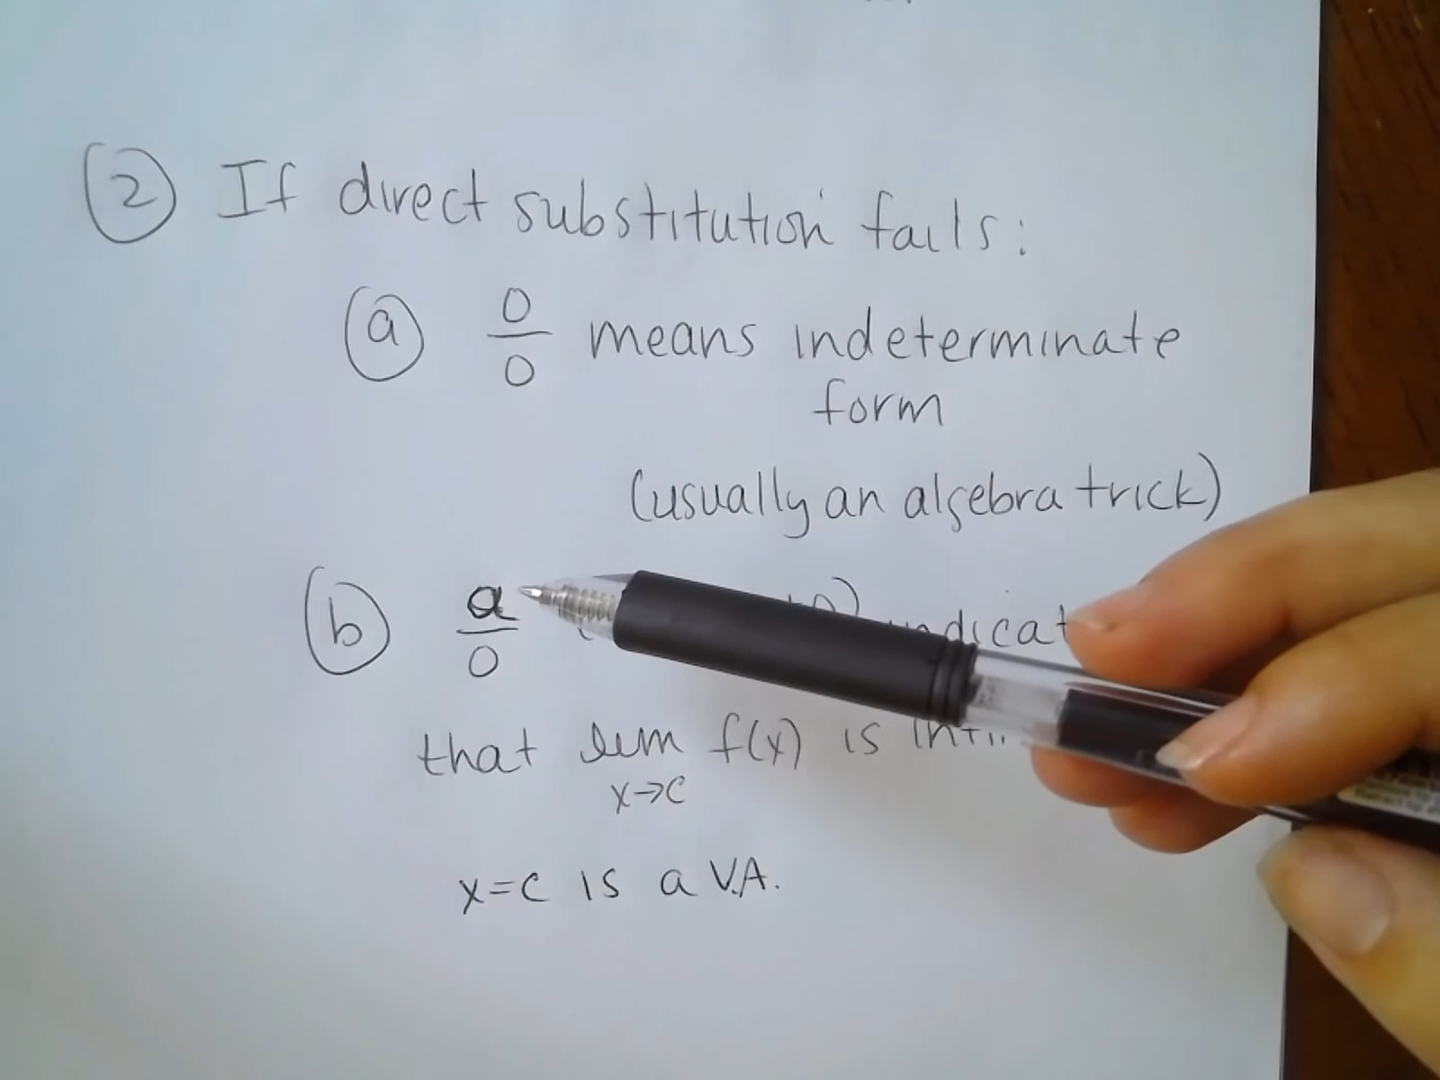 2 If direct substitution fails:
a 0/0 means indeterminate
form
(usually an algebra trick)
b a/0
that lim f(x) is
x→c
x=c is a V.A.